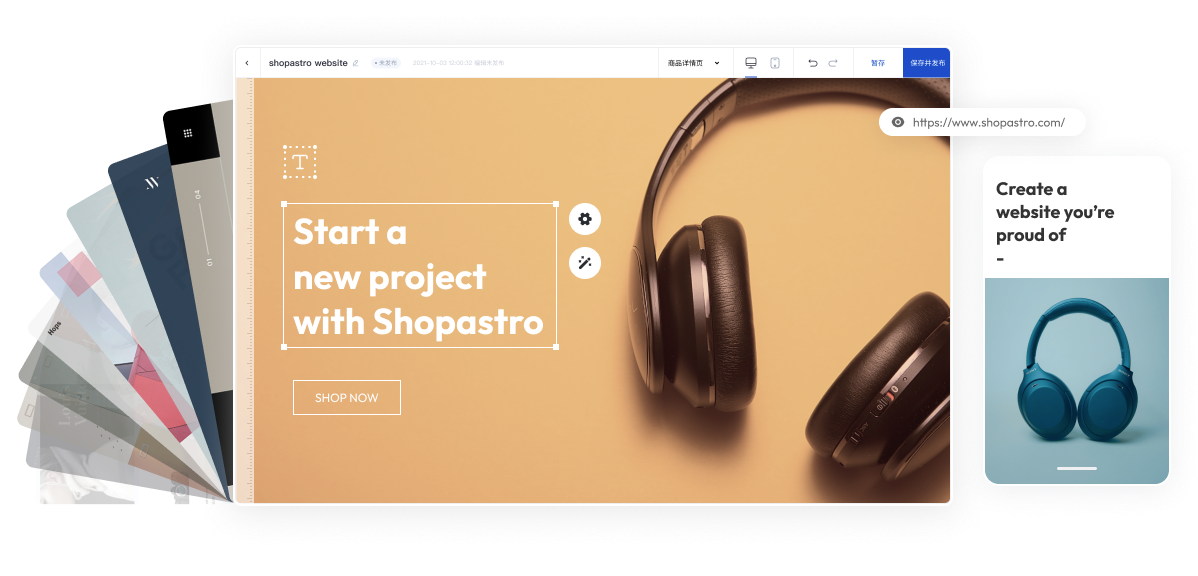 shopastro website
未发布
2021-10-03 12:00:32 编辑未发布
商品详情页
暂存
保存并发布
https://www.shopastro.com/
T
Start a
new project
with Shopastro
SHOP NOW
Create a
website you're
proud of
-
Hops
04
01
W